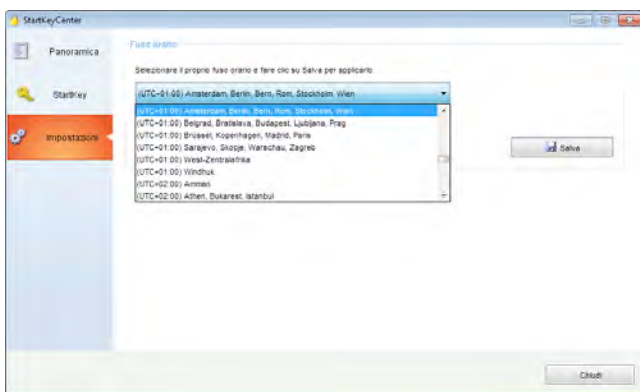 StartKeyCenter
Panoramica
StartKey
Impostazioni
Fuso orario
Selezionare il proprio fuso orario e fare clic su Salva per applicarlo.
(UTC+01:00) Amsterdam, Berlin, Bern, Rom, Stockholm, Wien
(UTC+01:00) Amsterdam, Berlin, Bern, Rom, Stockholm, Wien
(UTC+01:00) Belgrad, Bratislava, Budapest, Ljubljana, Prag
(UTC+01:00) Brüssel, Kopenhagen, Madrid, Paris
(UTC+01:00) Sarajevo, Skopje, Warschau, Zagreb
(UTC+01:00) West-Zentralafrika
(UTC+01:00) Windhuk
(UTC+02:00) Amman
(UTC+02:00) Athen, Bukarest, Istanbul
Salva
Chiudi